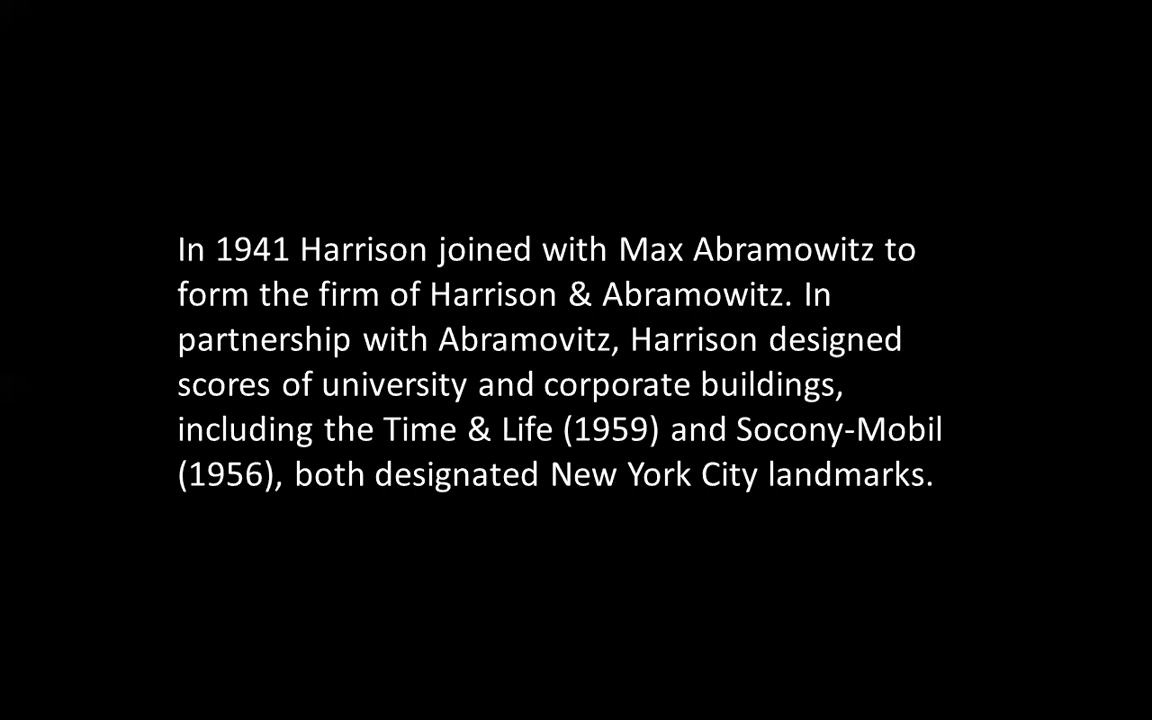 In 1941 Harrison joined with Max Abramowitz to
form the firm of Harrison & Abramowitz. In
partnership with Abramovitz, Harrison designed
scores of university and corporate buildings,
including the Time & Life (1959) and Socony-Mobil
(1956), both designated New York City landmarks.